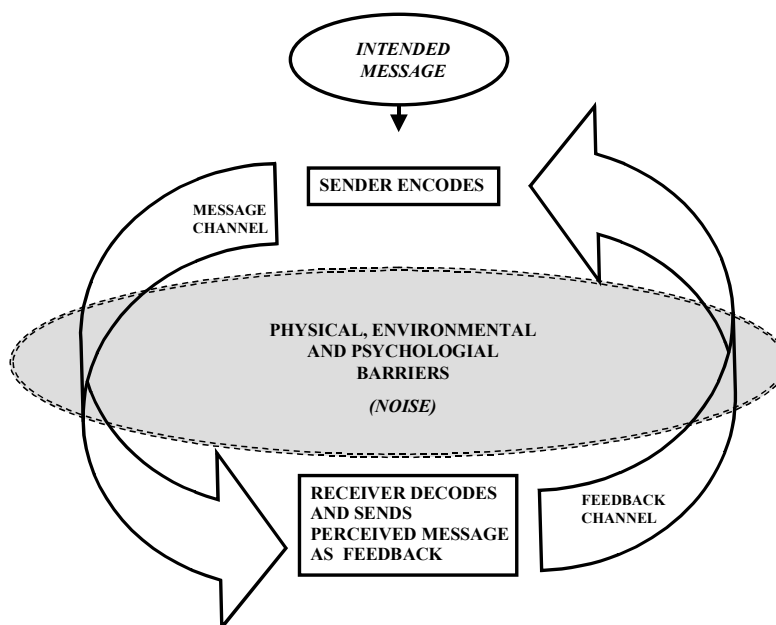 INTENDED
MESSAGE
SENDER ENCODES
MESSAGE
CHANNEL
PHYSICAL, ENVIRONMENTAL
AND PSYCHOLOGIAL
BARRIERS
(NOISE)
RECEIVER DECODES
AND SENDS
PERCEIVED MESSAGE
AS FEEDBACK
FEEDBACK
CHANNEL